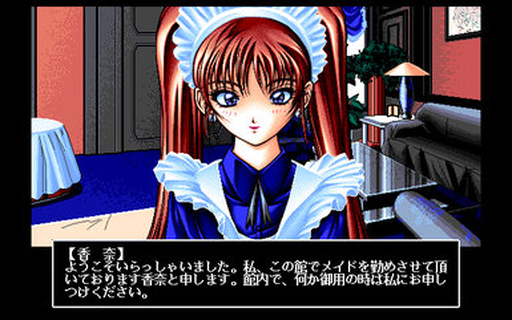 【香 奈】
ようこそいらっしゃいました。私、この館でメイドを勤めさせて頂
いております香奈と申します。館内で、何か御用の時は私にお申し
つけください。